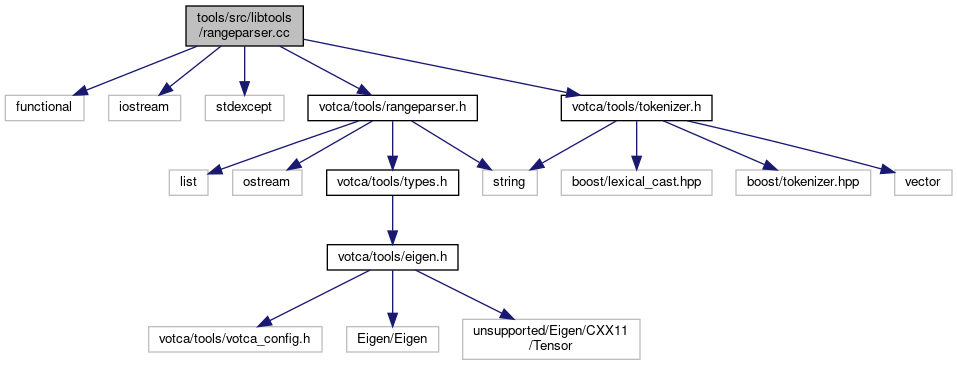 tools/src/libtools
/rangeparser.cc
functional
iostream
stdexcept
votca/tools/rangeparser.h
votca/tools/tokenizer.h
list
ostream
votca/tools/types.h
string
boost/lexical_cast.hpp
boost/tokenizer.hpp
vector
votca/tools/eigen.h
votca/tools/votca_config.h
Eigen/Eigen
unsupported/Eigen/CXX11
/Tensor